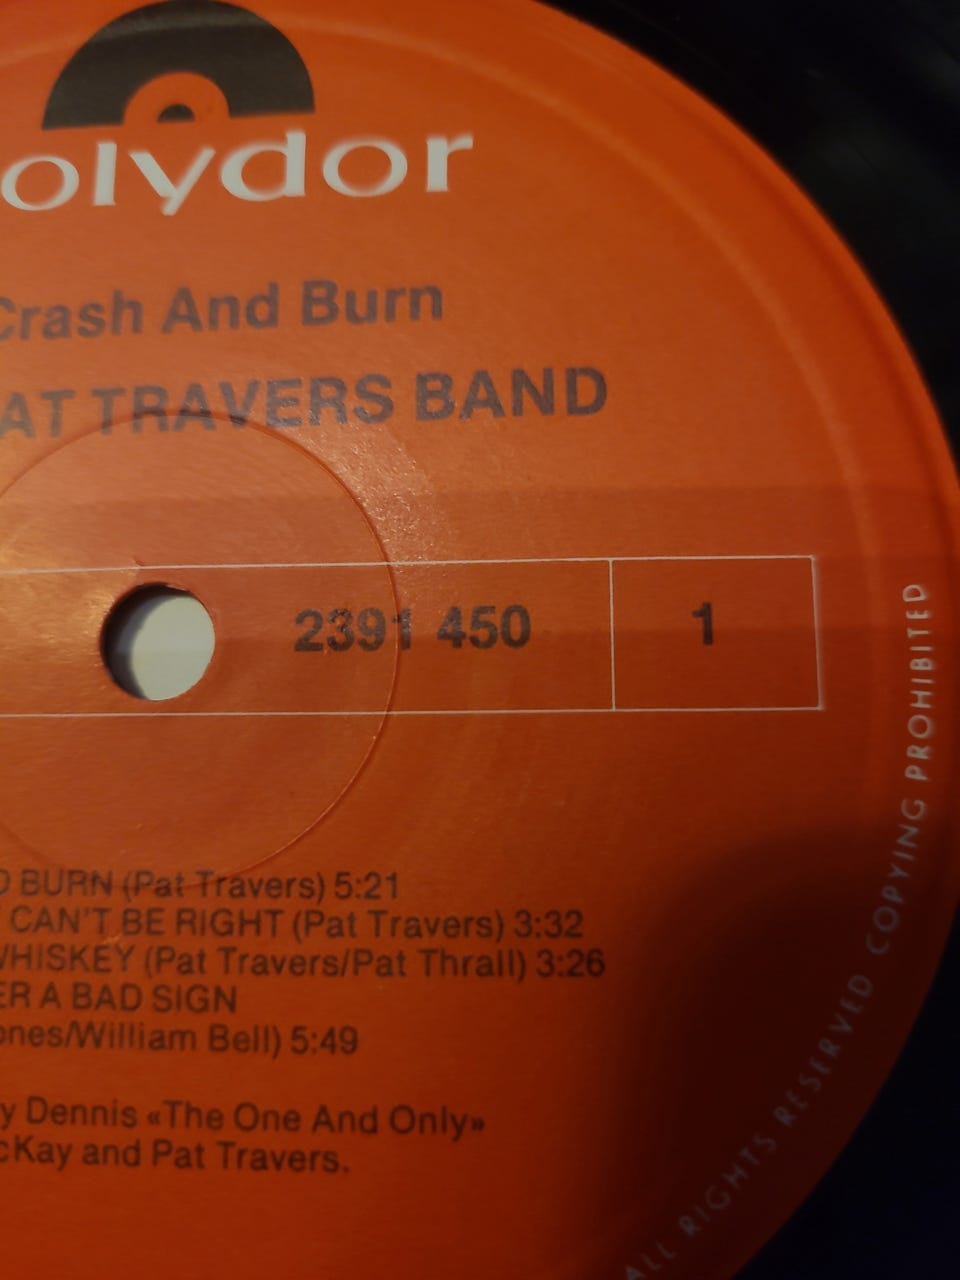 olydor
Crash And Burn
AT TRAVERS BAND
2391 450 1
D BURN (Pat Travers) 5:21
CAN'T BE RIGHT (Pat Travers) 3:32
WHISKEY (Pat Travers/Pat Thrall) 3:26
ER A BAD SIGN
ones/William Bell) 5:49
y Dennis «The One And Only»
cKay and Pat Travers.
ALL RIGHTS RESERVED COPYING PROHIBITED